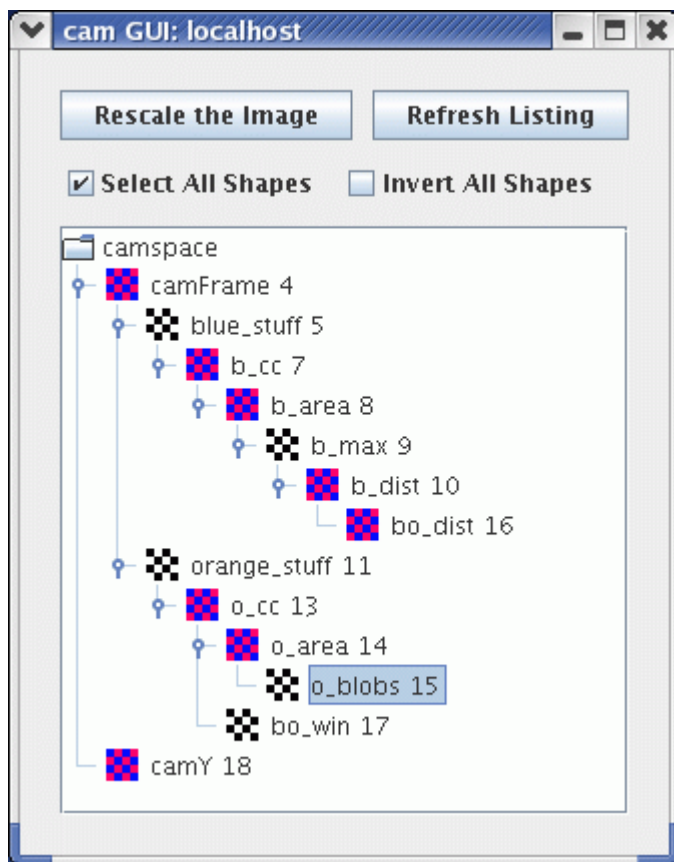 cam GUI: localhost
Rescale the Image Refresh Listing
Select All Shapes Invert All Shapes
camspace
camFrame 4
blue_stuff 5
b_cc 7
b_area 8
b_max 9
b_dist 10
bo_dist 16
orange_stuff 11
o_cc 13
o_area 14
o_blobs 15
bo_win 17
camY 18